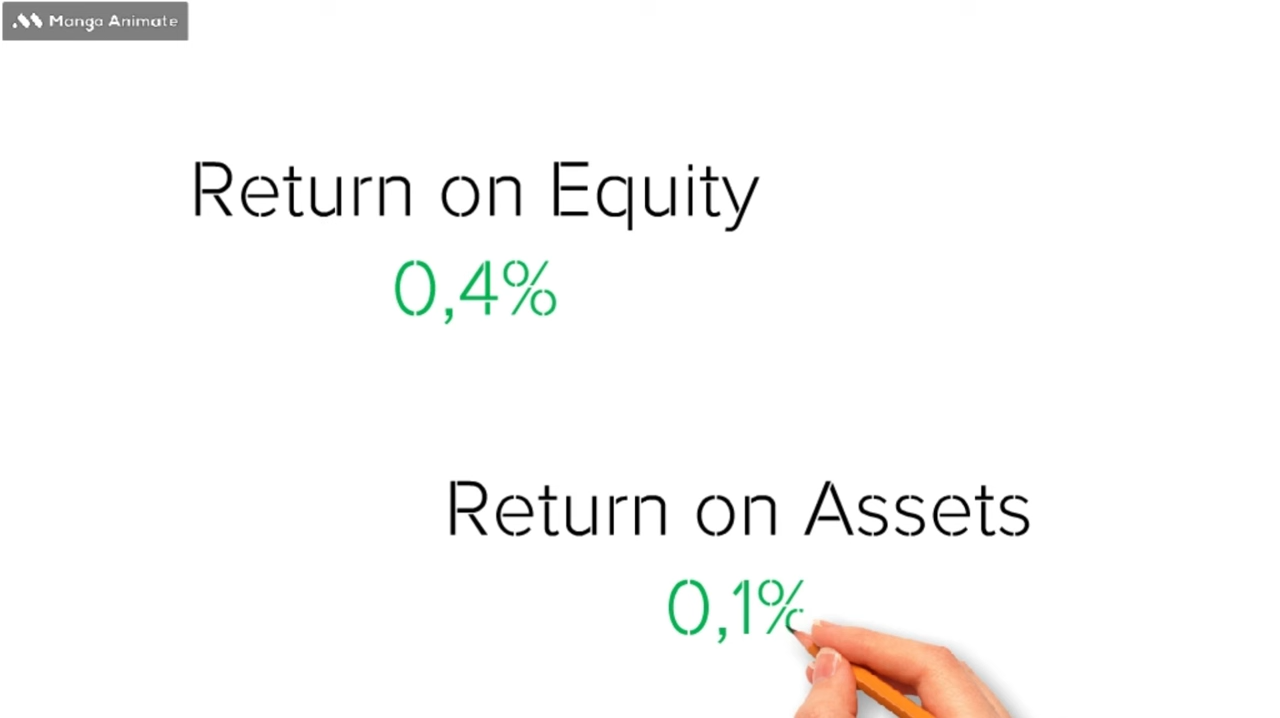 Manga Animate
Return on Equity
0,4%
Return on Assets
0,1%